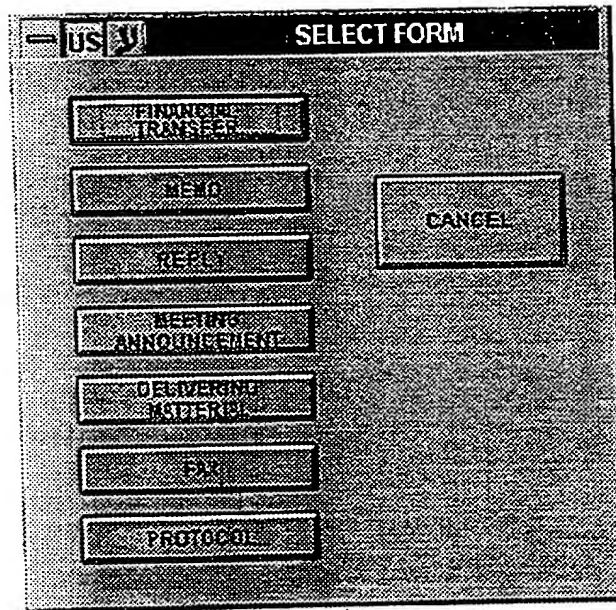 US SELECT FORM
FINANCIAL
TRANSFER
MEMO
CANCEL
REPLY
MEETING
ANNOUNCEMENT
DELIVERING
MATERIAL
FAX
PROTOCOL